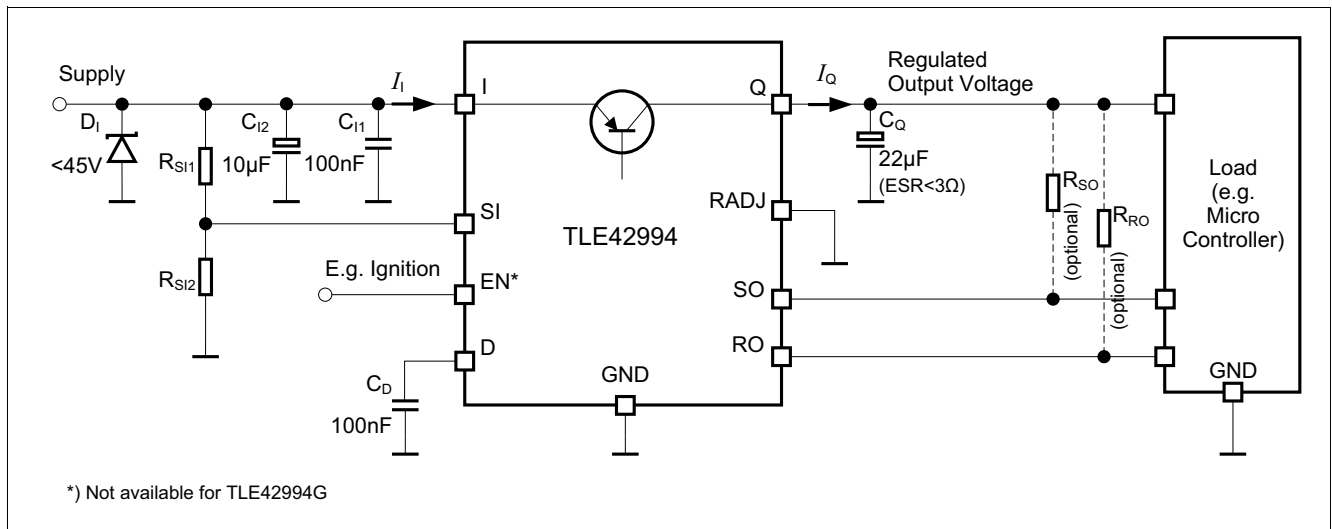 Supply
I_I
I
Q
I_Q
Regulated
Output Voltage
D_I
<45V
R_SI1
C_I2
10µF
C_I1
100nF
C_Q
22µF
(ESR<3Ω)
R_SO
(optional)
R_RO
(optional)
Load
(e.g.
Micro
Controller)
RADJ
SI
TLE42994
R_SI2
E.g. Ignition
EN*
SO
D
RO
C_D
100nF
GND
GND
*) Not available for TLE42994G